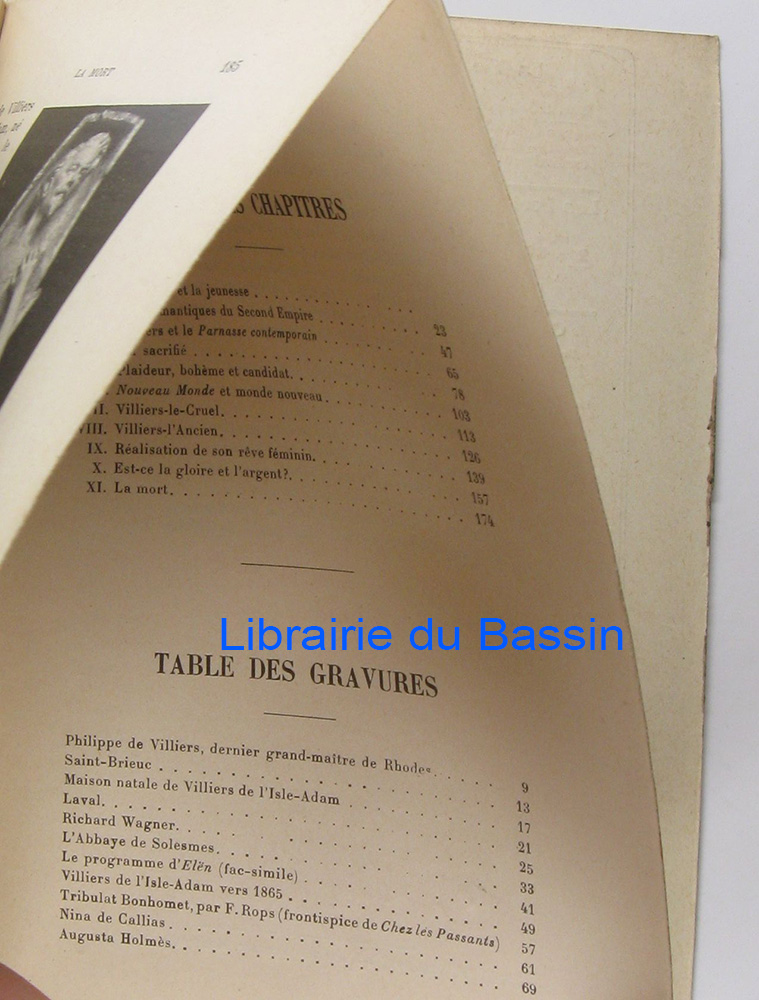 LA MORT 185
de Villiers
né
le
CHAPITRES
et la jeunesse
mantiques du Second Empire 23
ers et le Parnasse contemporain 47
sacrifié 65
Plaideur, bohème et candidat. 78
Nouveau Monde et monde nouveau 103
II. Villiers-le-Cruel. 113
VIII. Villiers-l'Ancien. 126
IX. Réalisation de son rêve féminin. 139
X. Est-ce la gloire et l'argent?. 157
XI. La mort. 174
Librairie du Bassin
TABLE DES GRAVURES
Philippe de Villiers, dernier grand-maître de Rhodes. 9
Saint-Brieuc 13
Maison natale de Villiers de l'Isle-Adam 17
Laval. 21
Richard Wagner. 25
L'Abbaye de Solesmes. 33
Le programme d'Elën (fac-simile) 41
Villiers de l'Isle-Adam vers 1865 49
Tribulat Bonhomet, par F. Rops (frontispice de Chez les Passants) 57
Nina de Callias 61
Augusta Holmès. 69